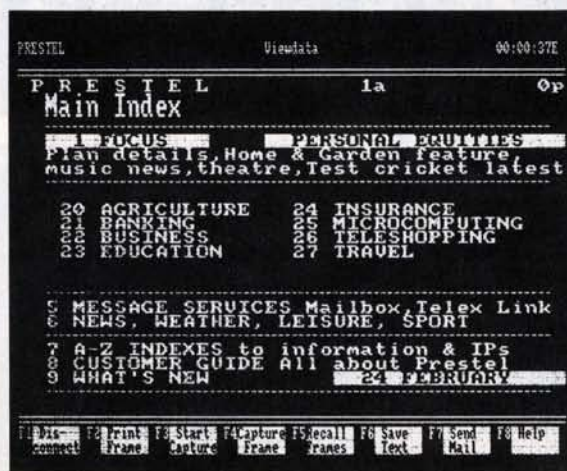 PRESTEL Viewdata 00:00:37E
P R E S T E L 1a 0p
Main Index
1 FOCUS PERSONAL EQUITIES
Plan details,Home & Garden feature,
music news,theatre,Test cricket latest
20 AGRICULTURE 24 INSURANCE
21 BANKING 25 MICROCOMPUTING
22 BUSINESS 26 TELESHOPPING
23 EDUCATION 27 TRAVEL
5 MESSAGE SERVICES Mailbox,Telex Link
6 NEWS, WEATHER, LEISURE, SPORT
7 A-Z INDEXES to information & IPs
8 CUSTOMER GUIDE All about Prestel
9 WHAT'S NEW 24 FEBRUARY
F1 Dis- F2 Print F3 Start F4 Capture F5 Recall F6 Save F7 Send F8 Help
connect Frame Capture Frame Frames Text Mail